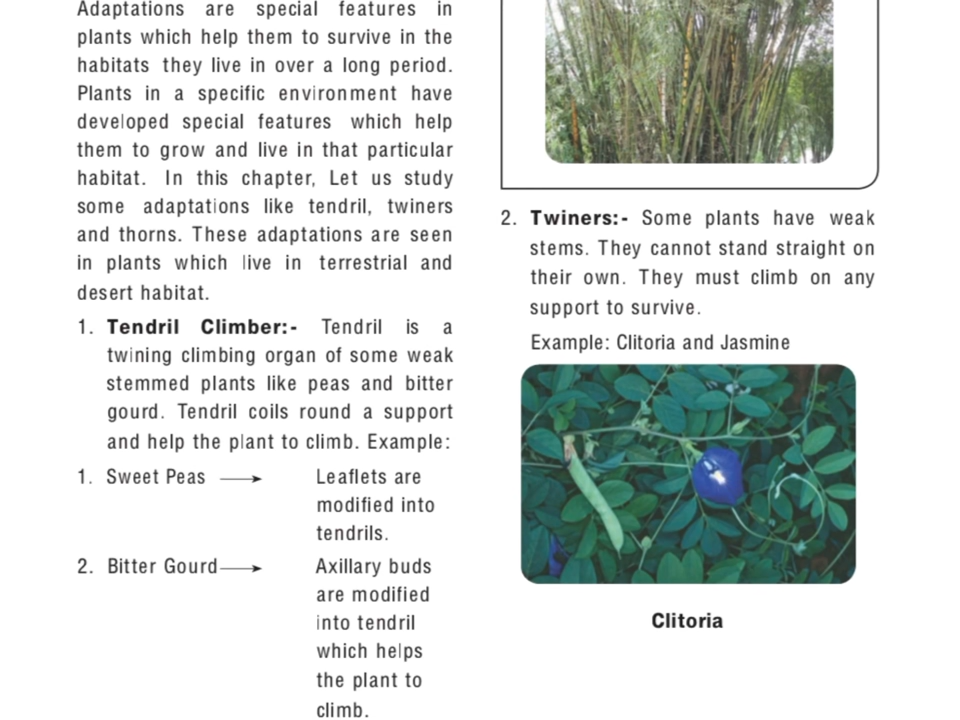 Adaptations are special features in
plants which help them to survive in the
habitats they live in over a long period.
Plants in a specific environment have
developed special features which help
them to grow and live in that particular
habitat. In this chapter, Let us study
some adaptations like tendril, twiners
and thorns. These adaptations are seen
in plants which live in terrestrial and
desert habitat.
1. Tendril Climber:- Tendril is a
twining climbing organ of some weak
stemmed plants like peas and bitter
gourd. Tendril coils round a support
and help the plant to climb. Example:
1. Sweet Peas ⟶ Leaflets are
modified into
tendrils.
2. Bitter Gourd ⟶ Axillary buds
are modified
into tendril
which helps
the plant to
climb.
2. Twiners:- Some plants have weak
stems. They cannot stand straight on
their own. They must climb on any
support to survive.
Example: Clitoria and Jasmine
Clitoria